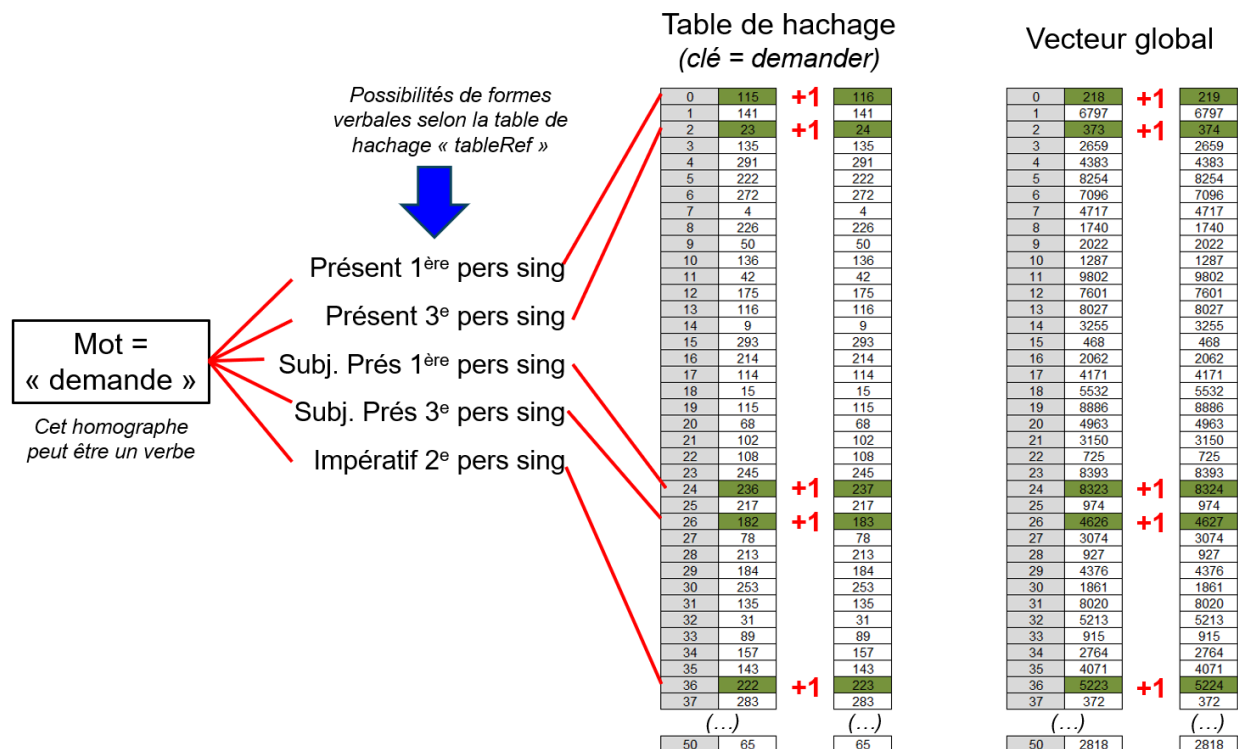 Table de hachage
(clé = demander)
Vecteur global
Possibilités de formes
verbales selon la table de
hachage « tableRef »
Mot =
« demande »
Cet homographe
peut être un verbe
Présent 1ère pers sing
Présent 3e pers sing
Subj. Prés 1ère pers sing
Subj. Prés 3e pers sing
Impératif 2e pers sing
0 115 +1 116 0 218 +1 219
1 141 141 1 6797 6797
2 23 +1 24 2 373 +1 374
3 135 135 3 2659 2659
4 291 291 4 4383 4383
5 222 222 5 8254 8254
6 272 272 6 7096 7096
7 4 4 7 4717 4717
8 226 226 8 1740 1740
9 50 50 9 2022 2022
10 136 136 10 1287 1287
11 42 42 11 9802 9802
12 175 175 12 7601 7601
13 116 116 13 8027 8027
14 9 9 14 3255 3255
15 293 293 15 468 468
16 214 214 16 2062 2062
17 114 114 17 4171 4171
18 15 15 18 5532 5532
19 115 115 19 8886 8886
20 68 68 20 4963 4963
21 102 102 21 3150 3150
22 108 108 22 725 725
23 245 245 23 8393 8393
24 236 +1 237 24 8323 +1 8324
25 217 217 25 974 974
26 182 +1 183 26 4626 +1 4627
27 78 78 27 3074 3074
28 213 213 28 927 927
29 184 184 29 4376 4376
30 253 253 30 1861 1861
31 135 135 31 8020 8020
32 31 31 32 5213 5213
33 89 89 33 915 915
34 157 157 34 2764 2764
35 143 143 35 4071 4071
36 222 +1 223 36 5223 +1 5224
37 283 283 37 372 372
(...) (...) (...) (...)
50 65 65 50 2818 2818